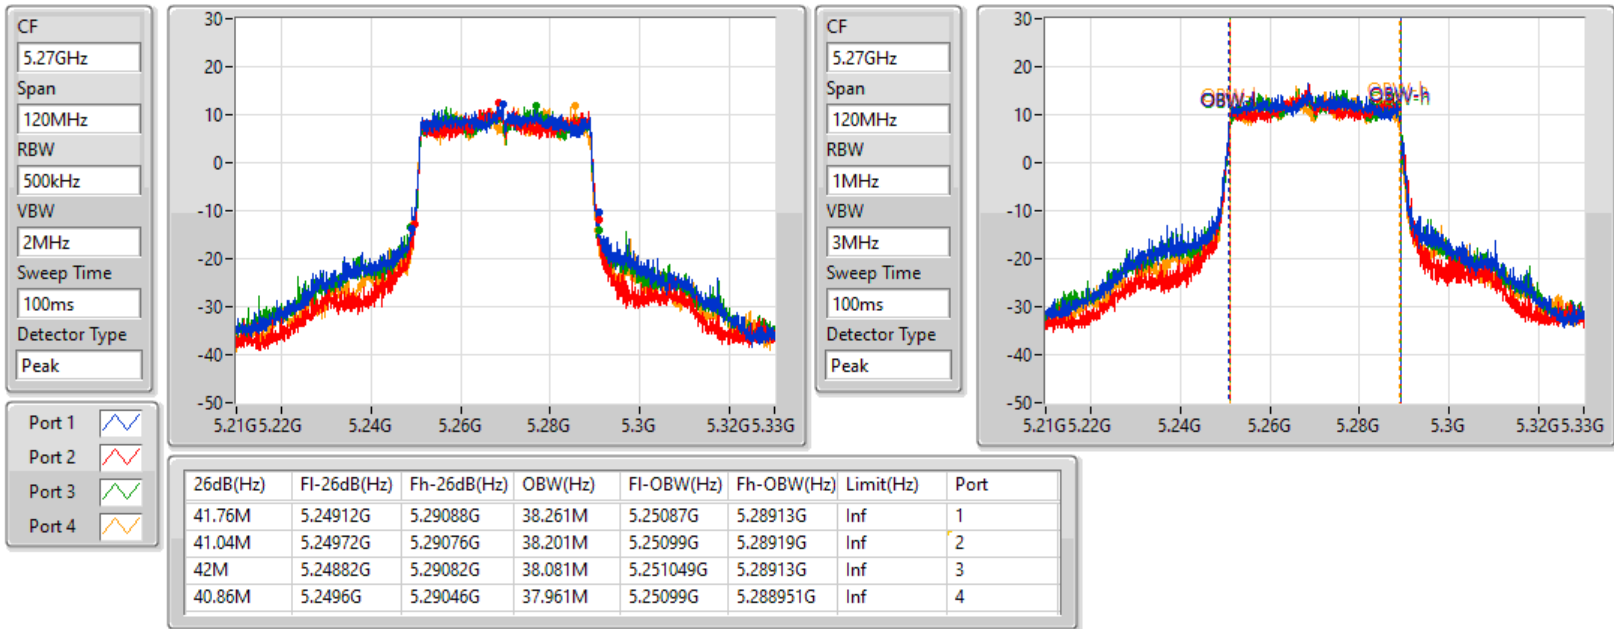 CF
5.27GHz
Span
120MHz
RBW
500kHz
VBW
2MHz
Sweep Time
100ms
Detector Type
Peak
30
20
10
0
-10
-20
-30
-40
-50
5.21G 5.22G 5.24G 5.26G 5.28G 5.3G 5.32G 5.33G
CF
5.27GHz
Span
120MHz
RBW
1MHz
VBW
3MHz
Sweep Time
100ms
Detector Type
Peak
30
20
10
0
-10
-20
-30
-40
-50
OBW-l OBW-h
5.21G 5.22G 5.24G 5.26G 5.28G 5.3G 5.32G 5.33G
Port 1
Port 2
Port 3
Port 4
26dB(Hz) Fl-26dB(Hz) Fh-26dB(Hz) OBW(Hz) Fl-OBW(Hz) Fh-OBW(Hz) Limit(Hz) Port
41.76M 5.24912G 5.29088G 38.261M 5.25087G 5.28913G Inf 1
41.04M 5.24972G 5.29076G 38.201M 5.25099G 5.28919G Inf 2
42M 5.24882G 5.29082G 38.081M 5.251049G 5.28913G Inf 3
40.86M 5.2496G 5.29046G 37.961M 5.25099G 5.288951G Inf 4